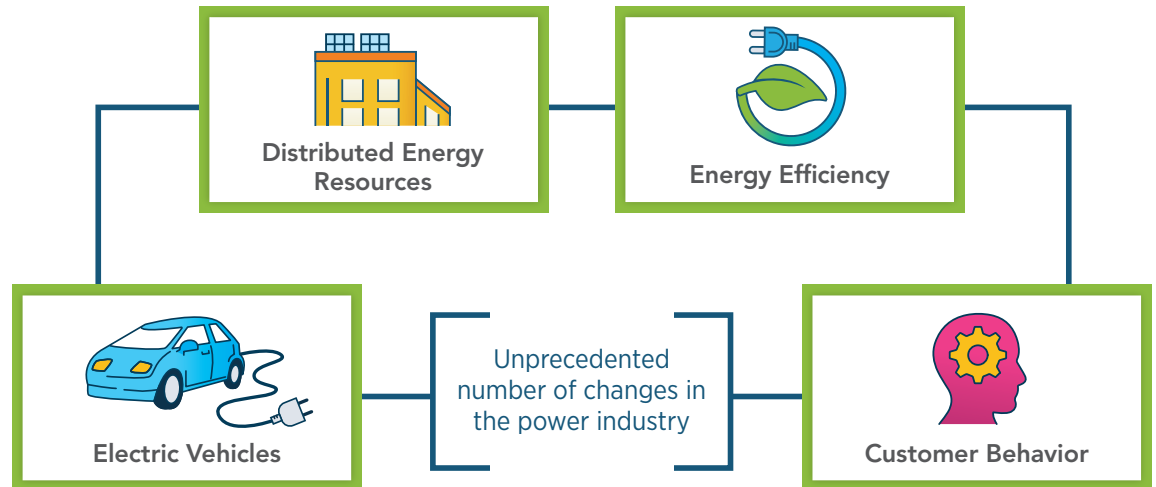 Distributed Energy
Resources
Energy Efficiency
Electric Vehicles
Unprecedented
number of changes in
the power industry
Customer Behavior